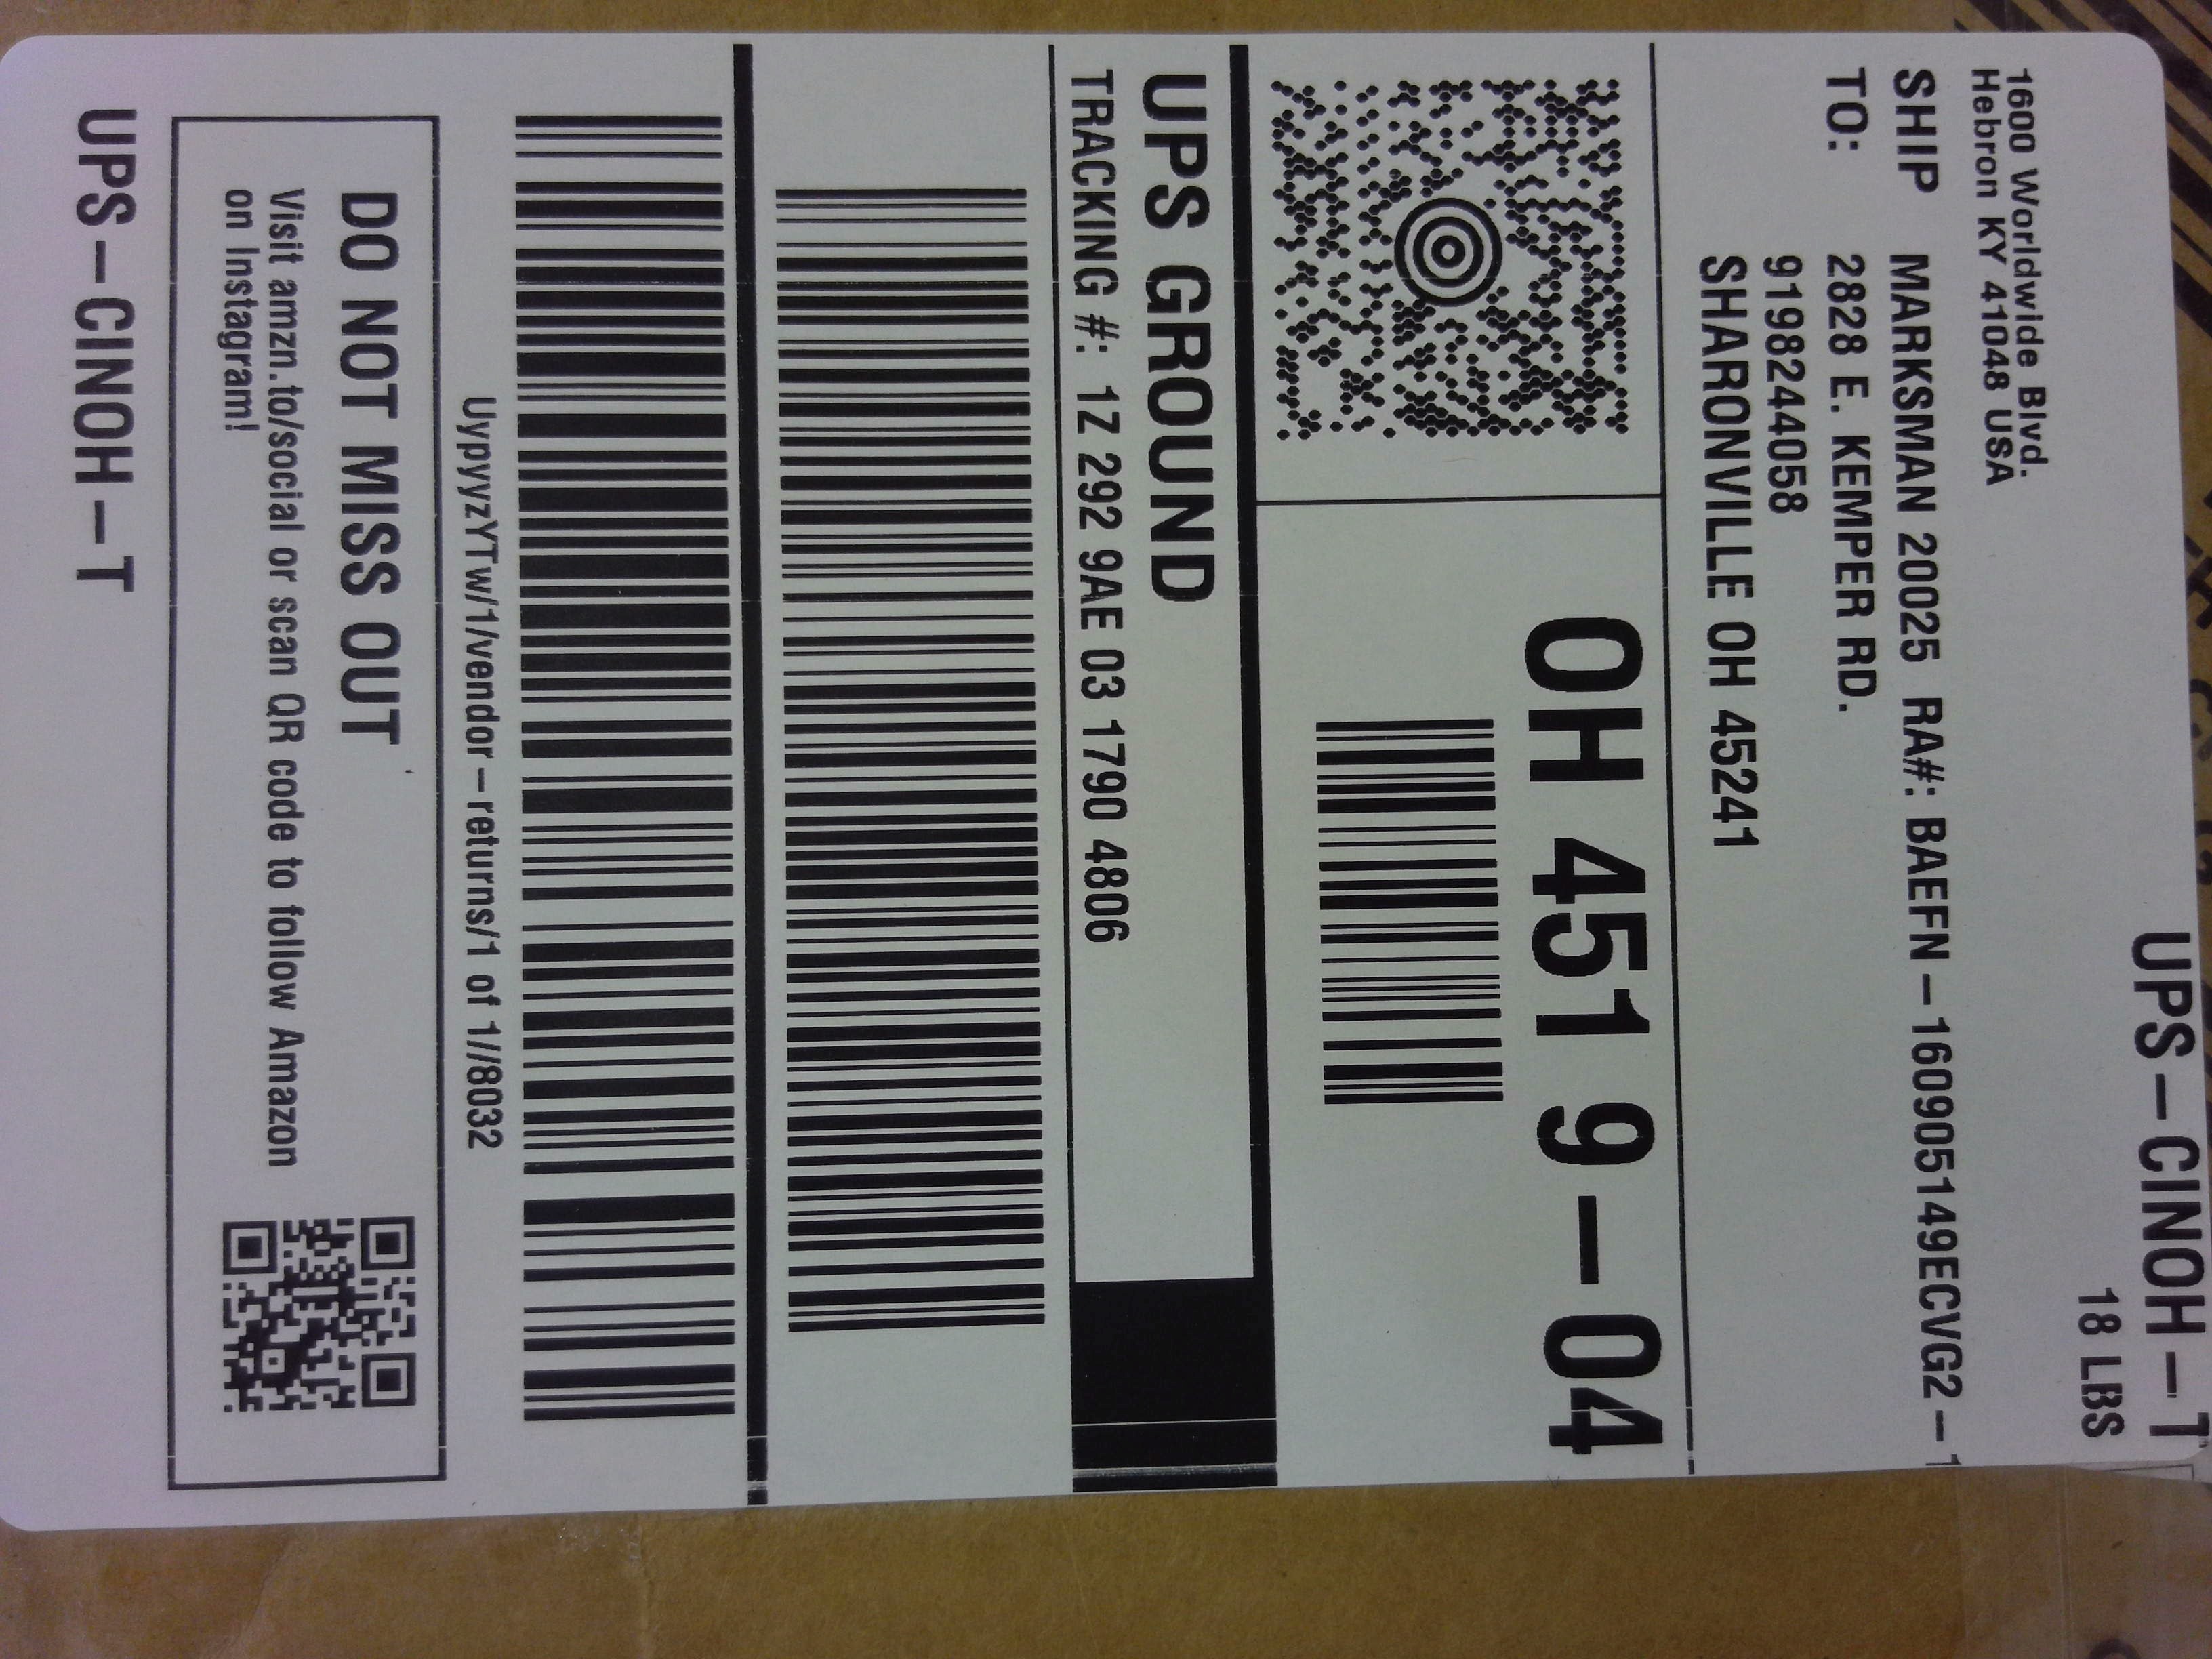 UPS-CINOH-T
18 LBS
1600 Worldwide Blvd.
Hebron KY 41048 USA
SHIP TO: MARKSMAN 20025 RA#: BAEFN-1609905149ECVG2-1
2828 E. KEMPER RD.
9198244058
SHARONVILLE OH 45241
OH 451 9-04
UPS GROUND
TRACKING #: 1Z 292 9AE 03 1790 4806
UypyyzYTw/1/vendor-returns/1 of 1//8032
DO NOT MISS OUT
Visit amzn.to/social or scan QR code to follow Amazon
on Instagram!
UPS-CINOH-T